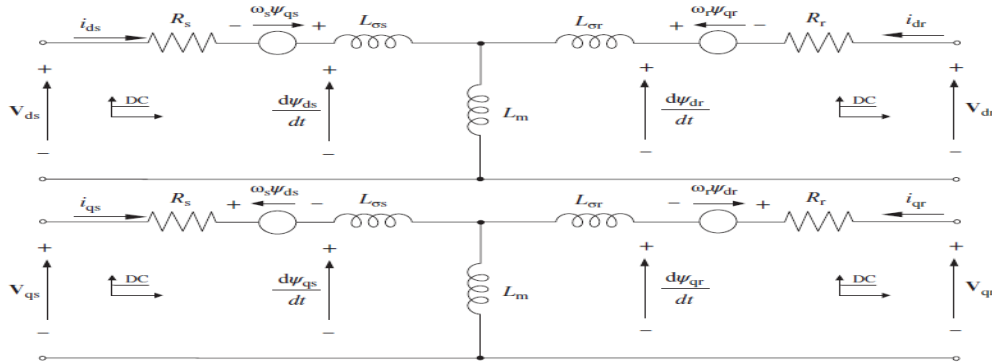 i_ds R_s − ω_sψ_qs + L_σs L_σr + ω_rψ_qr − R_r i_dr
+ + + +
V_ds DC dψ_ds/dt L_m dψ_dr/dt DC V_dr
− − − −
i_qs R_s + ω_sψ_ds − L_σs L_σr − ω_rψ_dr + R_r i_qr
+ + + +
V_qs DC dψ_qs/dt L_m dψ_qr/dt DC V_qr
− − − −